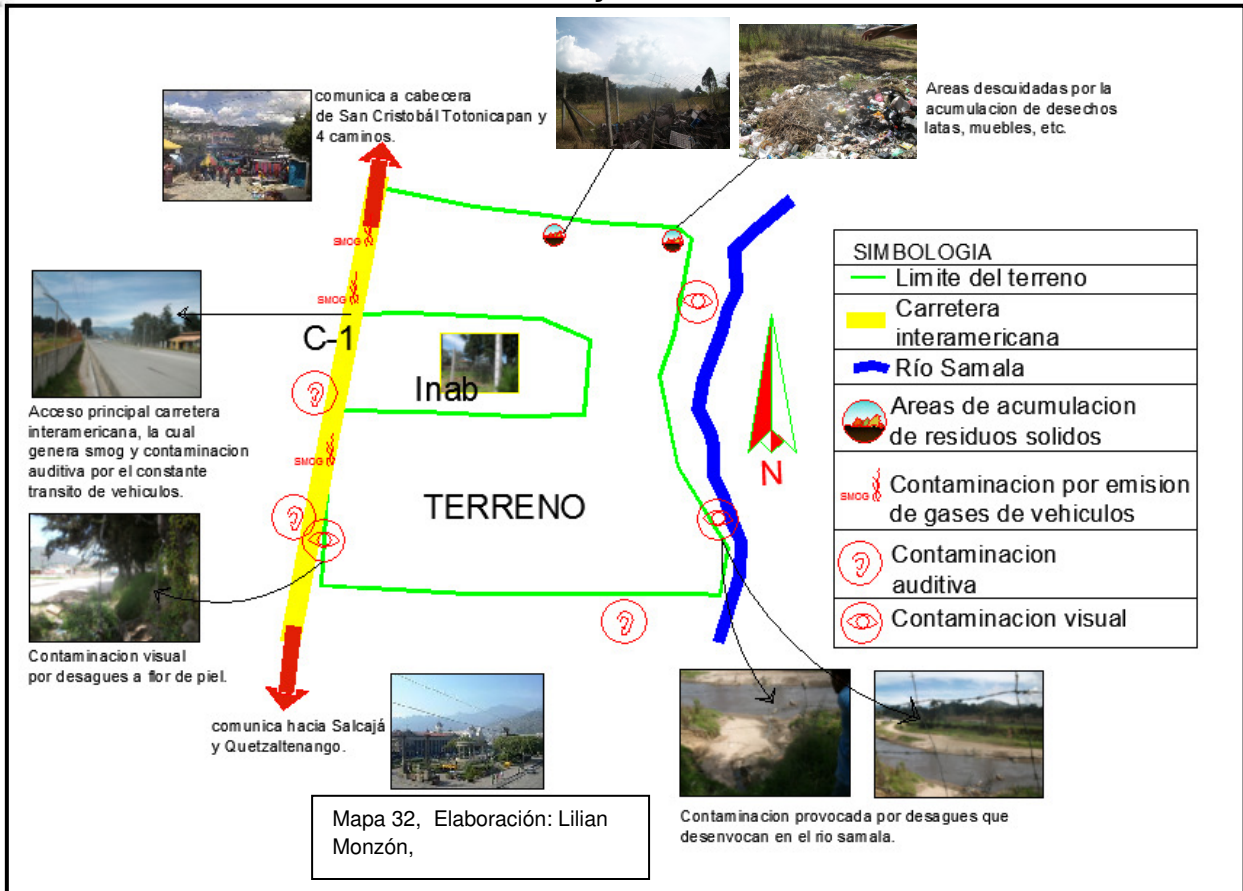 comunica a cabecera
de San Cristobál Totonicapan y
4 caminos.
Areas descuidadas por la
acumulacion de desechos
latas, muebles, etc.
SMOG
SMOG
C-1
Inab
Acceso principal carretera
interamericana, la cual
genera smog y contaminacion
auditiva por el constante
transito de vehiculos.
SMOG
TERRENO
N
SIMBOLOGIA
Limite del terreno
Carretera
interamericana
Río Samala
Areas de acumulacion
de residuos solidos
SMOG
Contaminacion por emision
de gases de vehiculos
Contaminacion
auditiva
Contaminacion visual
Contaminacion visual
por desagues a flor de piel.
comunica hacia Salcajá
y Quetzaltenango.
Mapa 32, Elaboración: Lilian
Monzón,
Contaminacion provocada por desagues que
desenvocan en el rio samala.